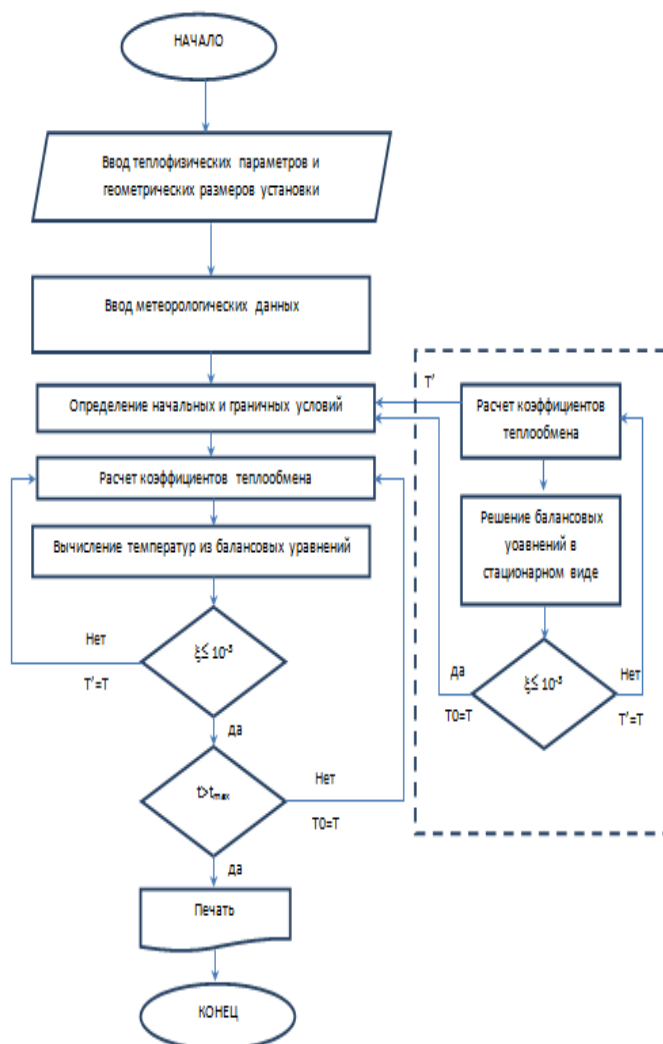 НАЧАЛО
Ввод теплофизических параметров и
геометрических размеров установки
Ввод метеорологических данных
Определение начальных и граничных условий
Расчет коэффициентов теплообмена
Вычисление температур из балансовых уравнений
ξ≤ 10⁻³
Нет
T'=T
да
t>tmax
Нет
T0=T
да
Печать
КОНЕЦ
T'
Расчет коэффициентов
теплообмена
Решение балансовых
уоавнений в
стационарном виде
ξ≤ 10⁻³
да
T0=T
Нет
T'=T